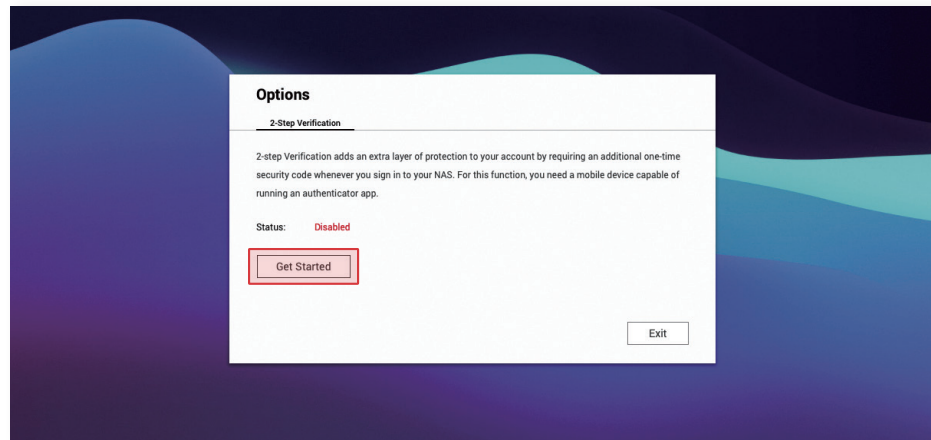 Options
2-Step Verification
2-step Verification adds an extra layer of protection to your account by requiring an additional one-time
security code whenever you sign in to your NAS. For this function, you need a mobile device capable of
running an authenticator app.
Status: Disabled
Get Started
Exit